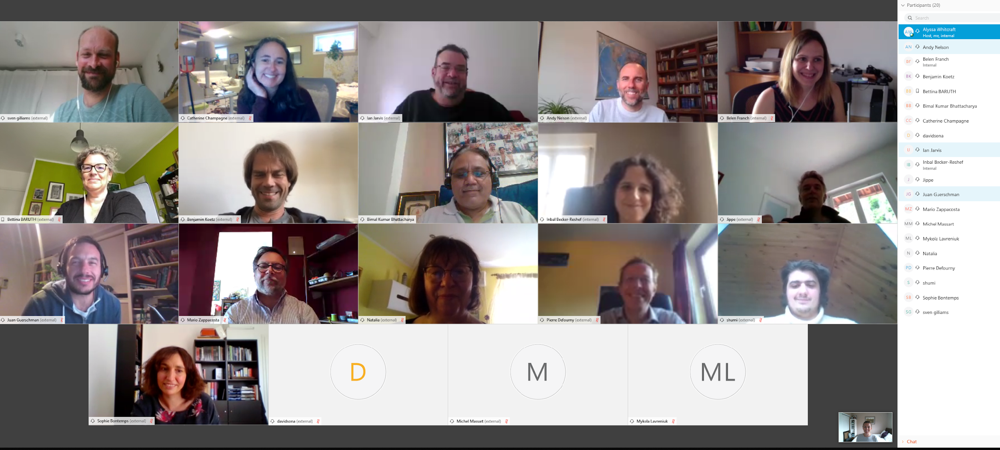 sven gilliams (external)
Catherine Champagne (external)
Ian Jarvis (external)
Andy Nelson (external)
Belen Franch (internal)
Bettina BARUTH (external)
Benjamin Koetz (external)
Bimal Kumar Bhattacharya
Inbal Becker-Reshef (internal)
Jippe (external)
Juan Guerschman (external)
Mario Zappacosta
Natalia (external)
Pierre Defourny (external)
shumi (external)
D
M
ML
Sophie Bontemps (external)
davidsona (external)
Michel Massart (external)
Mykola Lavreniuk
Participants (20)
Search
AW Alyssa Whitcraft
Host, me, internal
AN Andy Nelson
BF Belen Franch
Internal
BK Benjamin Koetz
BB Bettina BARUTH
BB Bimal Kumar Bhattacharya
CC Catherine Champagne
D davidsona
IJ Ian Jarvis
IB Inbal Becker-Reshef
Internal
J Jippe
JG Juan Guerschman
MZ Mario Zappacosta
MM Michel Massart
ML Mykola Lavreniuk
N Natalia
PD Pierre Defourny
S shumi
SB Sophie Bontemps
SG sven gilliams
Chat